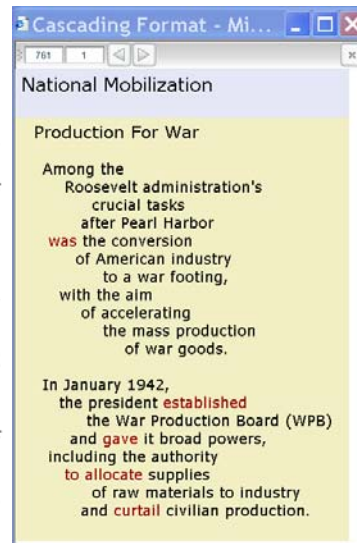 Cascading Format - Mi...
761 1
National Mobilization
Production For War
Among the
Roosevelt administration's
crucial tasks
after Pearl Harbor
was the conversion
of American industry
to a war footing,
with the aim
of accelerating
the mass production
of war goods.
In January 1942,
the president established
the War Production Board (WPB)
and gave it broad powers,
including the authority
to allocate supplies
of raw materials to industry
and curtail civilian production.